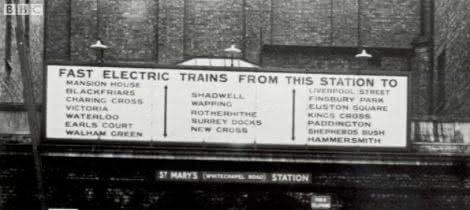 BBC
FAST ELECTRIC TRAINS FROM THIS STATION TO
MANSION HOUSE
BLACKFRIARS
CHARING CROSS
VICTORIA
WATERLOO
EARLS COURT
WALHAM GREEN
SHADWELL
WAPPING
ROTHERHITHE
SURREY DOCKS
NEW CROSS
LIVERPOOL STREET
FINSBURY PARK
EUSTON SQUARE
KINGS CROSS
PADDINGTON
SHEPHERDS BUSH
HAMMERSMITH
ST MARY'S (WHITECHAPEL ROAD) STATION